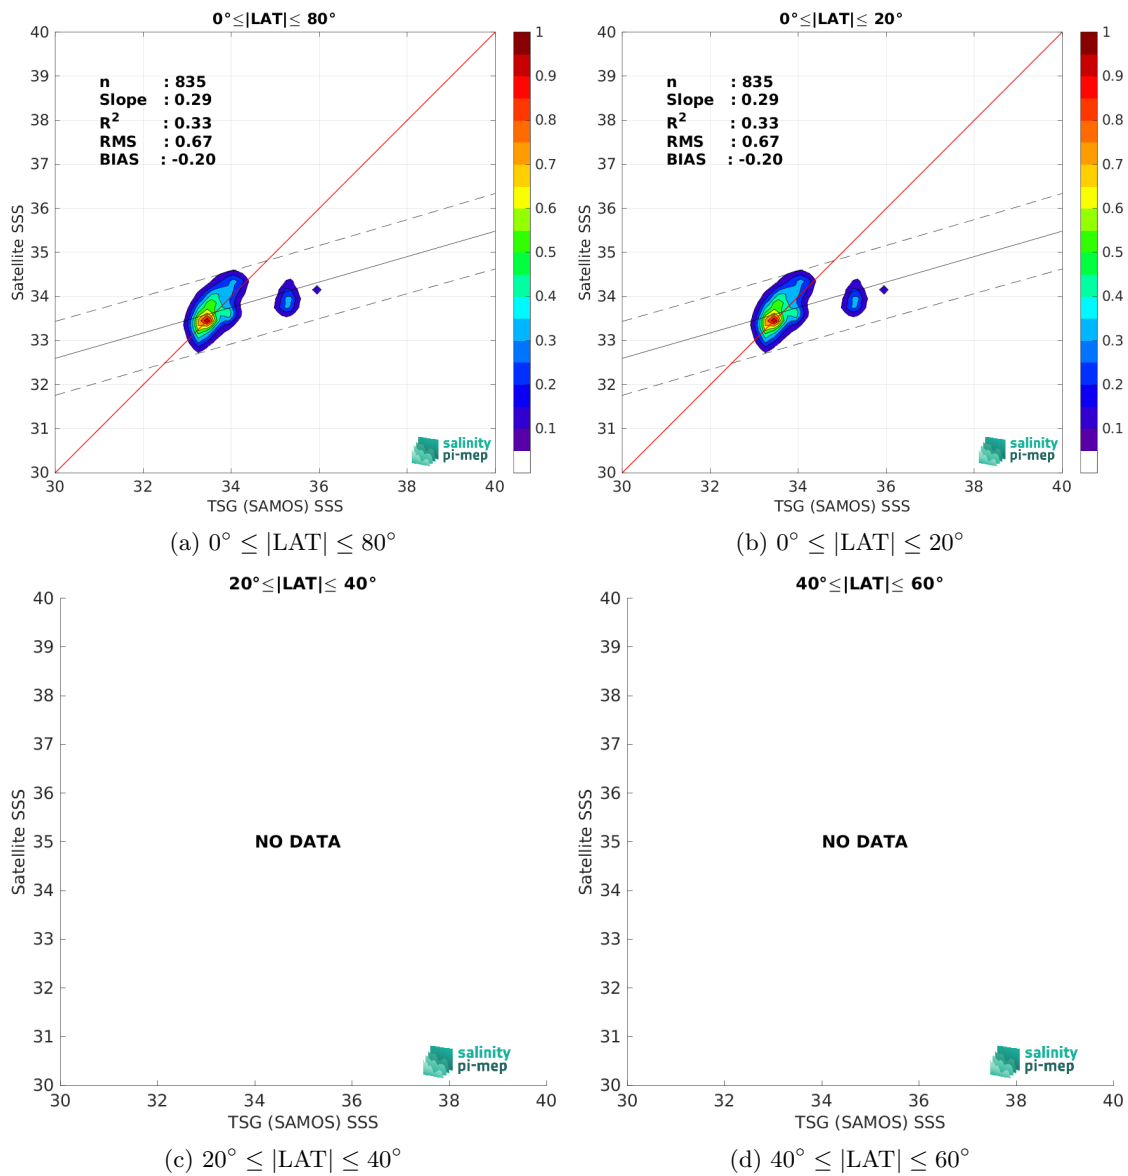 0°≤|LAT|≤ 80°
40
39
38
37
36
35
34
33
32
31
30
Satellite SSS
n : 835
Slope : 0.29
R² : 0.33
RMS : 0.67
BIAS : -0.20
1
0.9
0.8
0.7
0.6
0.5
0.4
0.3
0.2
0.1
salinity
pi-mep
30 32 34 36 38 40
TSG (SAMOS) SSS
(a) 0° ≤ |LAT| ≤ 80°
0°≤|LAT|≤ 20°
40
39
38
37
36
35
34
33
32
31
30
Satellite SSS
n : 835
Slope : 0.29
R² : 0.33
RMS : 0.67
BIAS : -0.20
1
0.9
0.8
0.7
0.6
0.5
0.4
0.3
0.2
0.1
salinity
pi-mep
30 32 34 36 38 40
TSG (SAMOS) SSS
(b) 0° ≤ |LAT| ≤ 20°
20°≤|LAT|≤ 40°
40
39
38
37
36
35
34
33
32
31
30
Satellite SSS
NO DATA
salinity
pi-mep
30 32 34 36 38 40
TSG (SAMOS) SSS
(c) 20° ≤ |LAT| ≤ 40°
40°≤|LAT|≤ 60°
40
39
38
37
36
35
34
33
32
31
30
Satellite SSS
NO DATA
salinity
pi-mep
30 32 34 36 38 40
TSG (SAMOS) SSS
(d) 40° ≤ |LAT| ≤ 60°